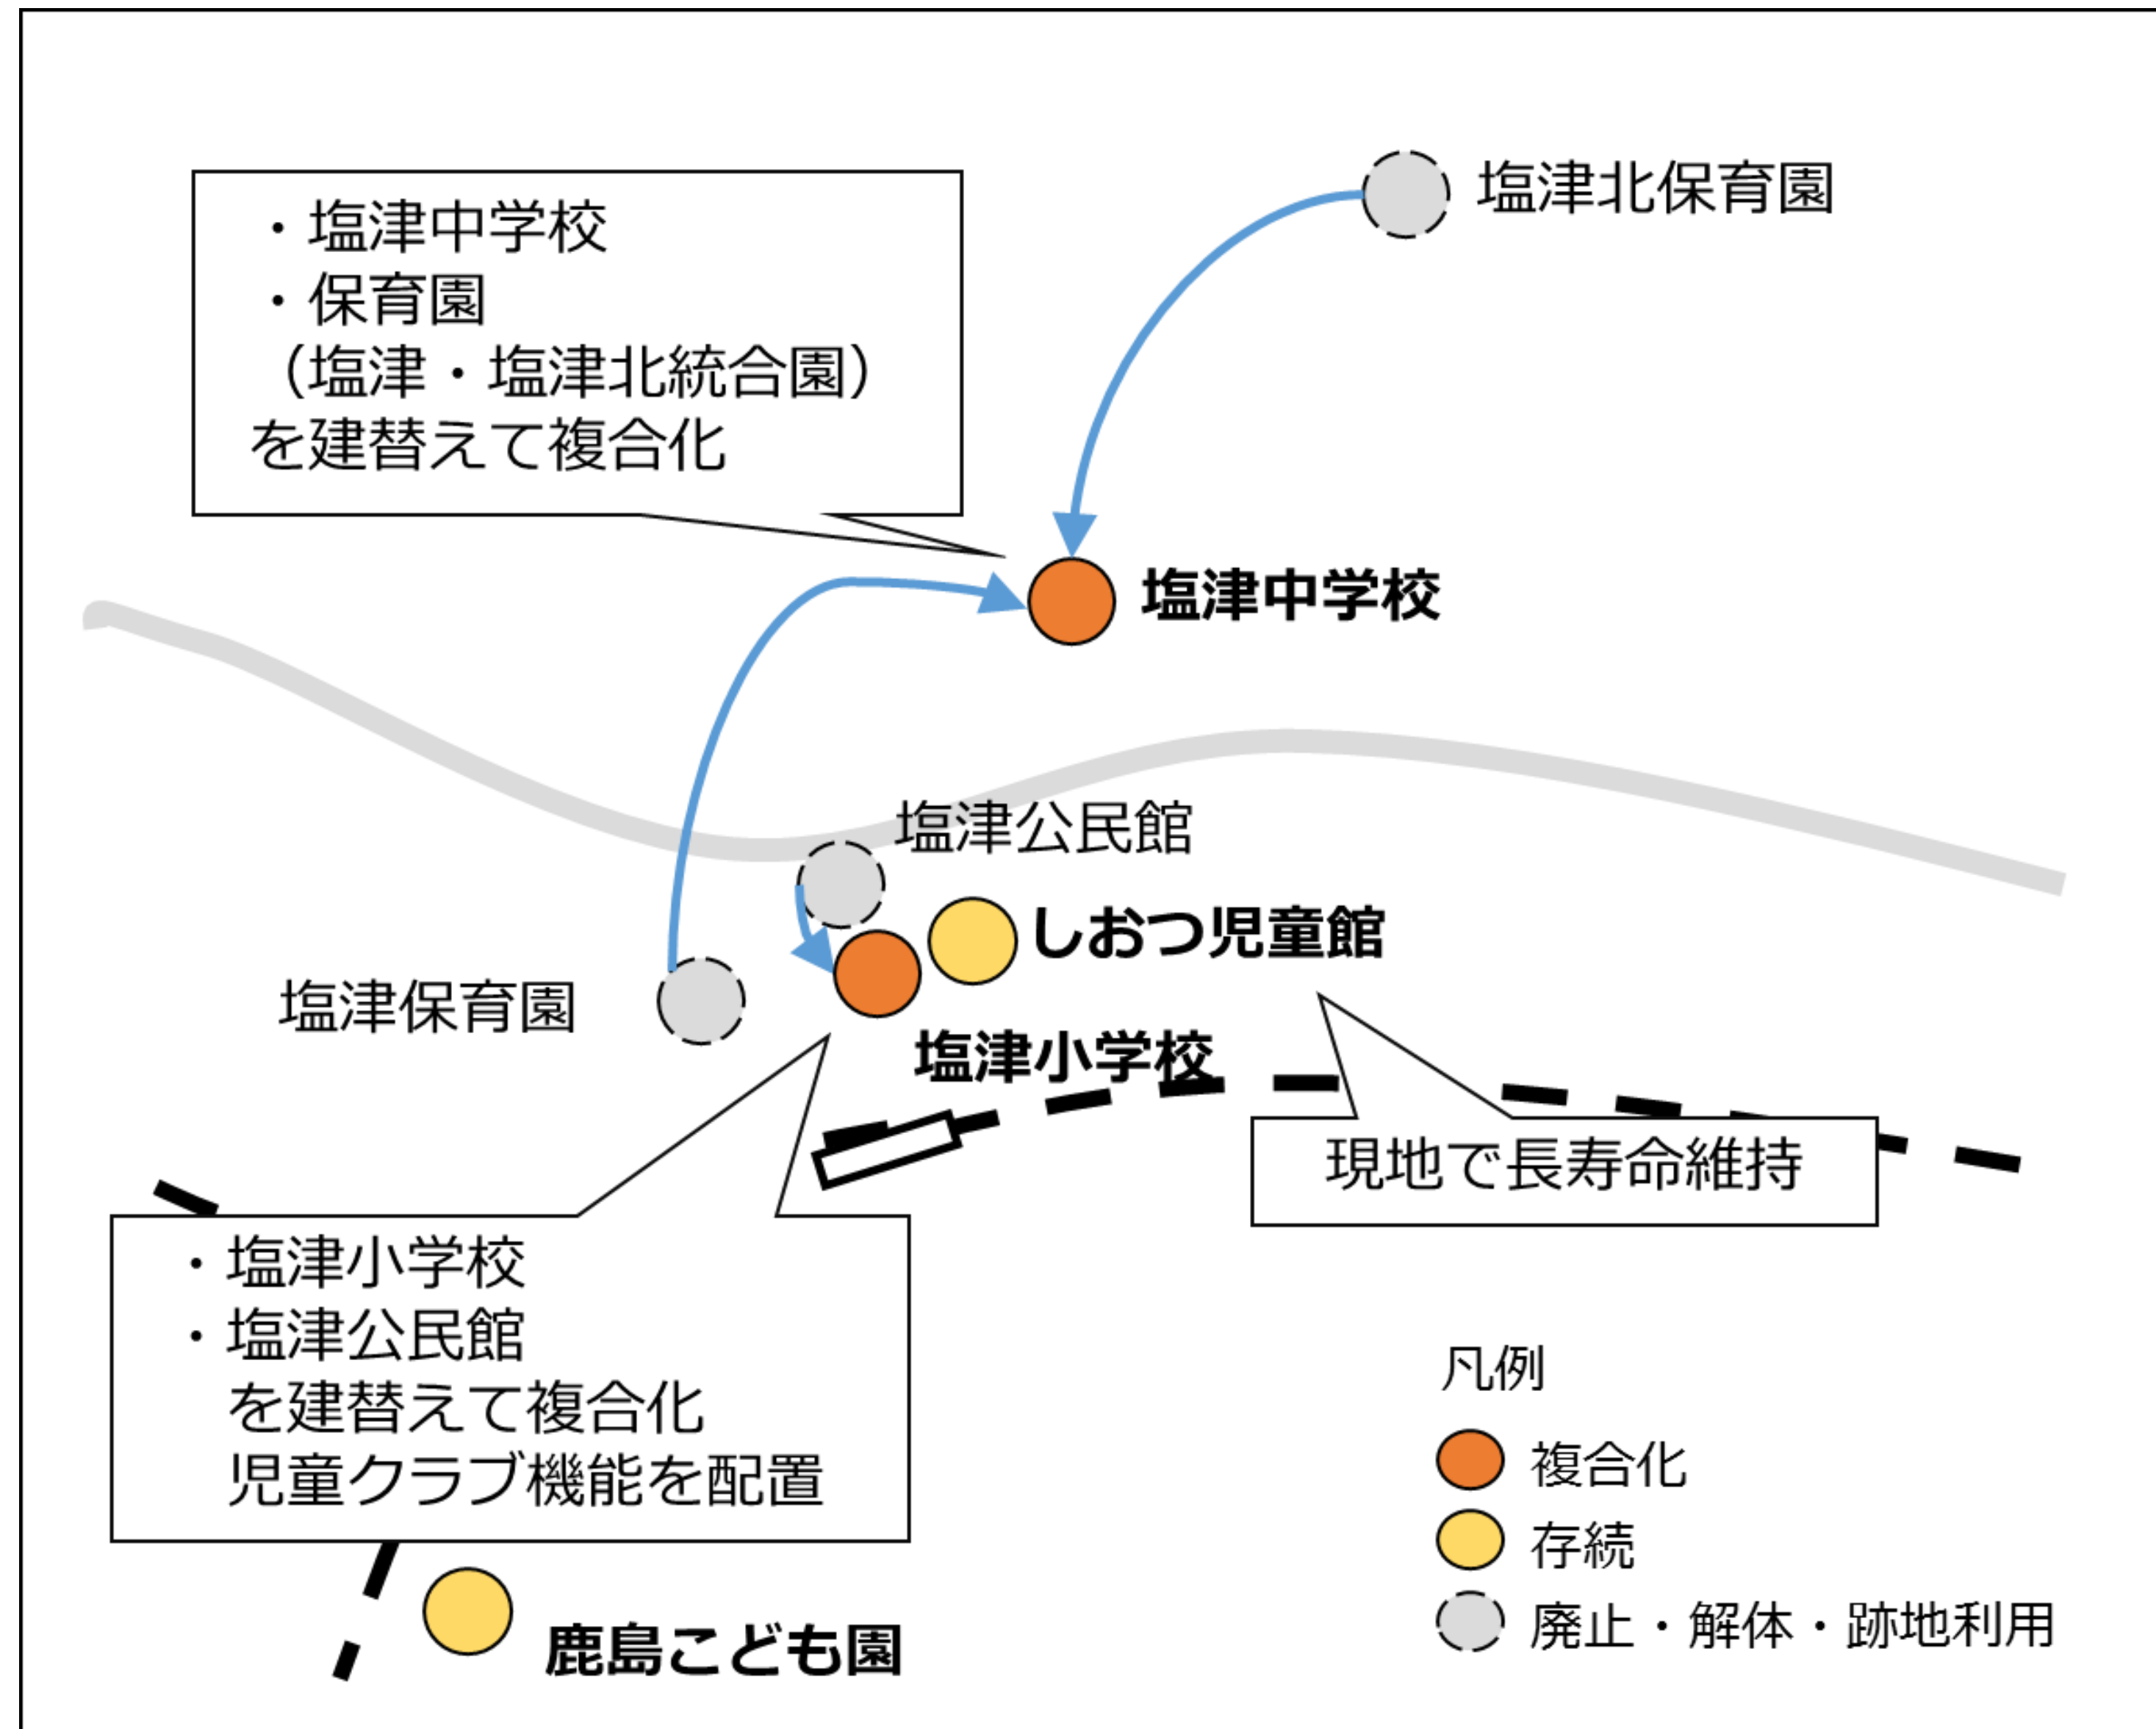 塩津北保育園
・塩津中学校
・保育園
（塩津・塩津北統合園）
を建替えて複合化
塩津中学校
塩津公民館
しおつ児童館
塩津保育園
塩津小学校
現地で長寿命維持
・塩津小学校
・塩津公民館
を建替えて複合化
児童クラブ機能を配置
鹿島こども園
凡例
複合化
存続
廃止・解体・跡地利用